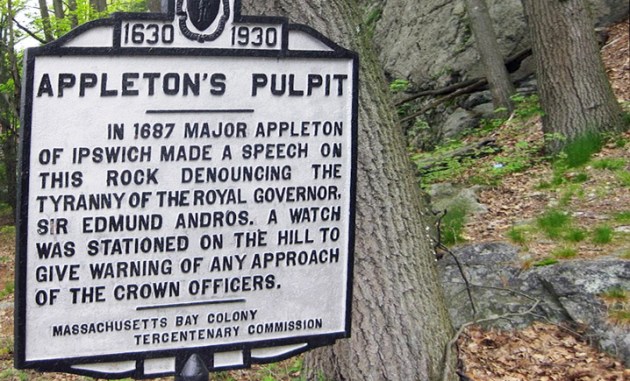 1630 1930
APPLETON'S PULPIT
IN 1687 MAJOR APPLETON
OF IPSWICH MADE A SPEECH ON
THIS ROCK DENOUNCING THE
TYRANNY OF THE ROYAL GOVERNOR,
SIR EDMUND ANDROS. A WATCH
WAS STATIONED ON THE HILL TO
GIVE WARNING OF ANY APPROACH
OF THE CROWN OFFICERS.
MASSACHUSETTS BAY COLONY
TERCENTENARY COMMISSION